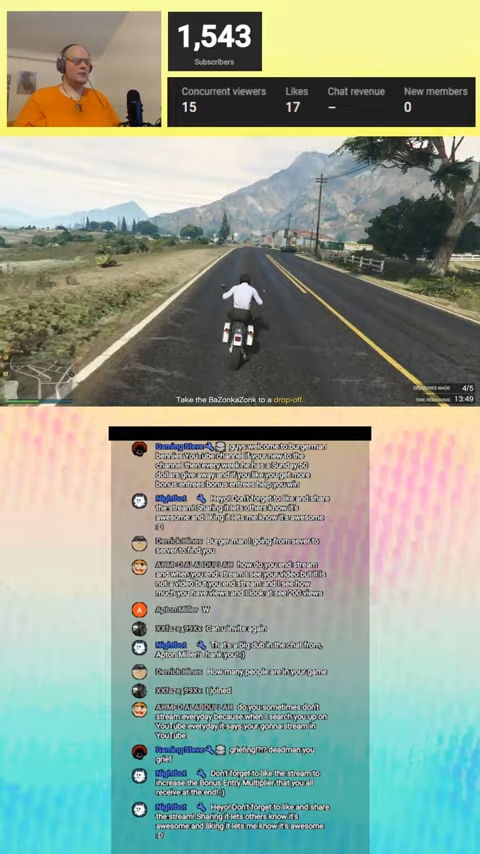 1,543
Subscribers
Concurrent viewers Likes Chat revenue New members
15 17 – 0
DELIVERIES MADE 4/5
TIME REMAINING 13:49
Take the BaZonkaZonk to a drop-off.
Gaming Steve guys welcome to burgerman
bennies YouTube channel if your new to the
channel then every week he has a Sunday 50
dollars give away and if you like you get more
bonus entrees bonus entrees help you win
Nightbot Heyo! Don't forget to like and share
the stream! Sharing it lets others know it's
awesome and liking it lets me know it's awesome
:D
Derrick Hines Burger man I going from sever to
server to find you
AHMED ALABDULLAH how do you end stream
and when you end stream I see your video but it is
not a video but you end stream and I see how
much you have views and I look at see 200 views
Apton Miller W
XXfaze_99Xx Can u invite again
Nightbot That's a big dub in the chat from,
Apton Miller! Thank you! :)
Derrick Hines How many people are in your game
XXfaze_99Xx I joined
AHMED ALABDULLAH do you sometimes don't
stream everyday because when I search you up on
YouTube everyday it says your gonna stream in
YouTube
Gaming Steve griefing!?!? deadman you
grief
Nightbot Don't forget to like the stream to
increase the Bonus Entry Multiplier that you all
receive at the end! :)
Nightbot Heyo! Don't forget to like and share
the stream! Sharing it lets others know it's
awesome and liking it lets me know it's awesome
:D